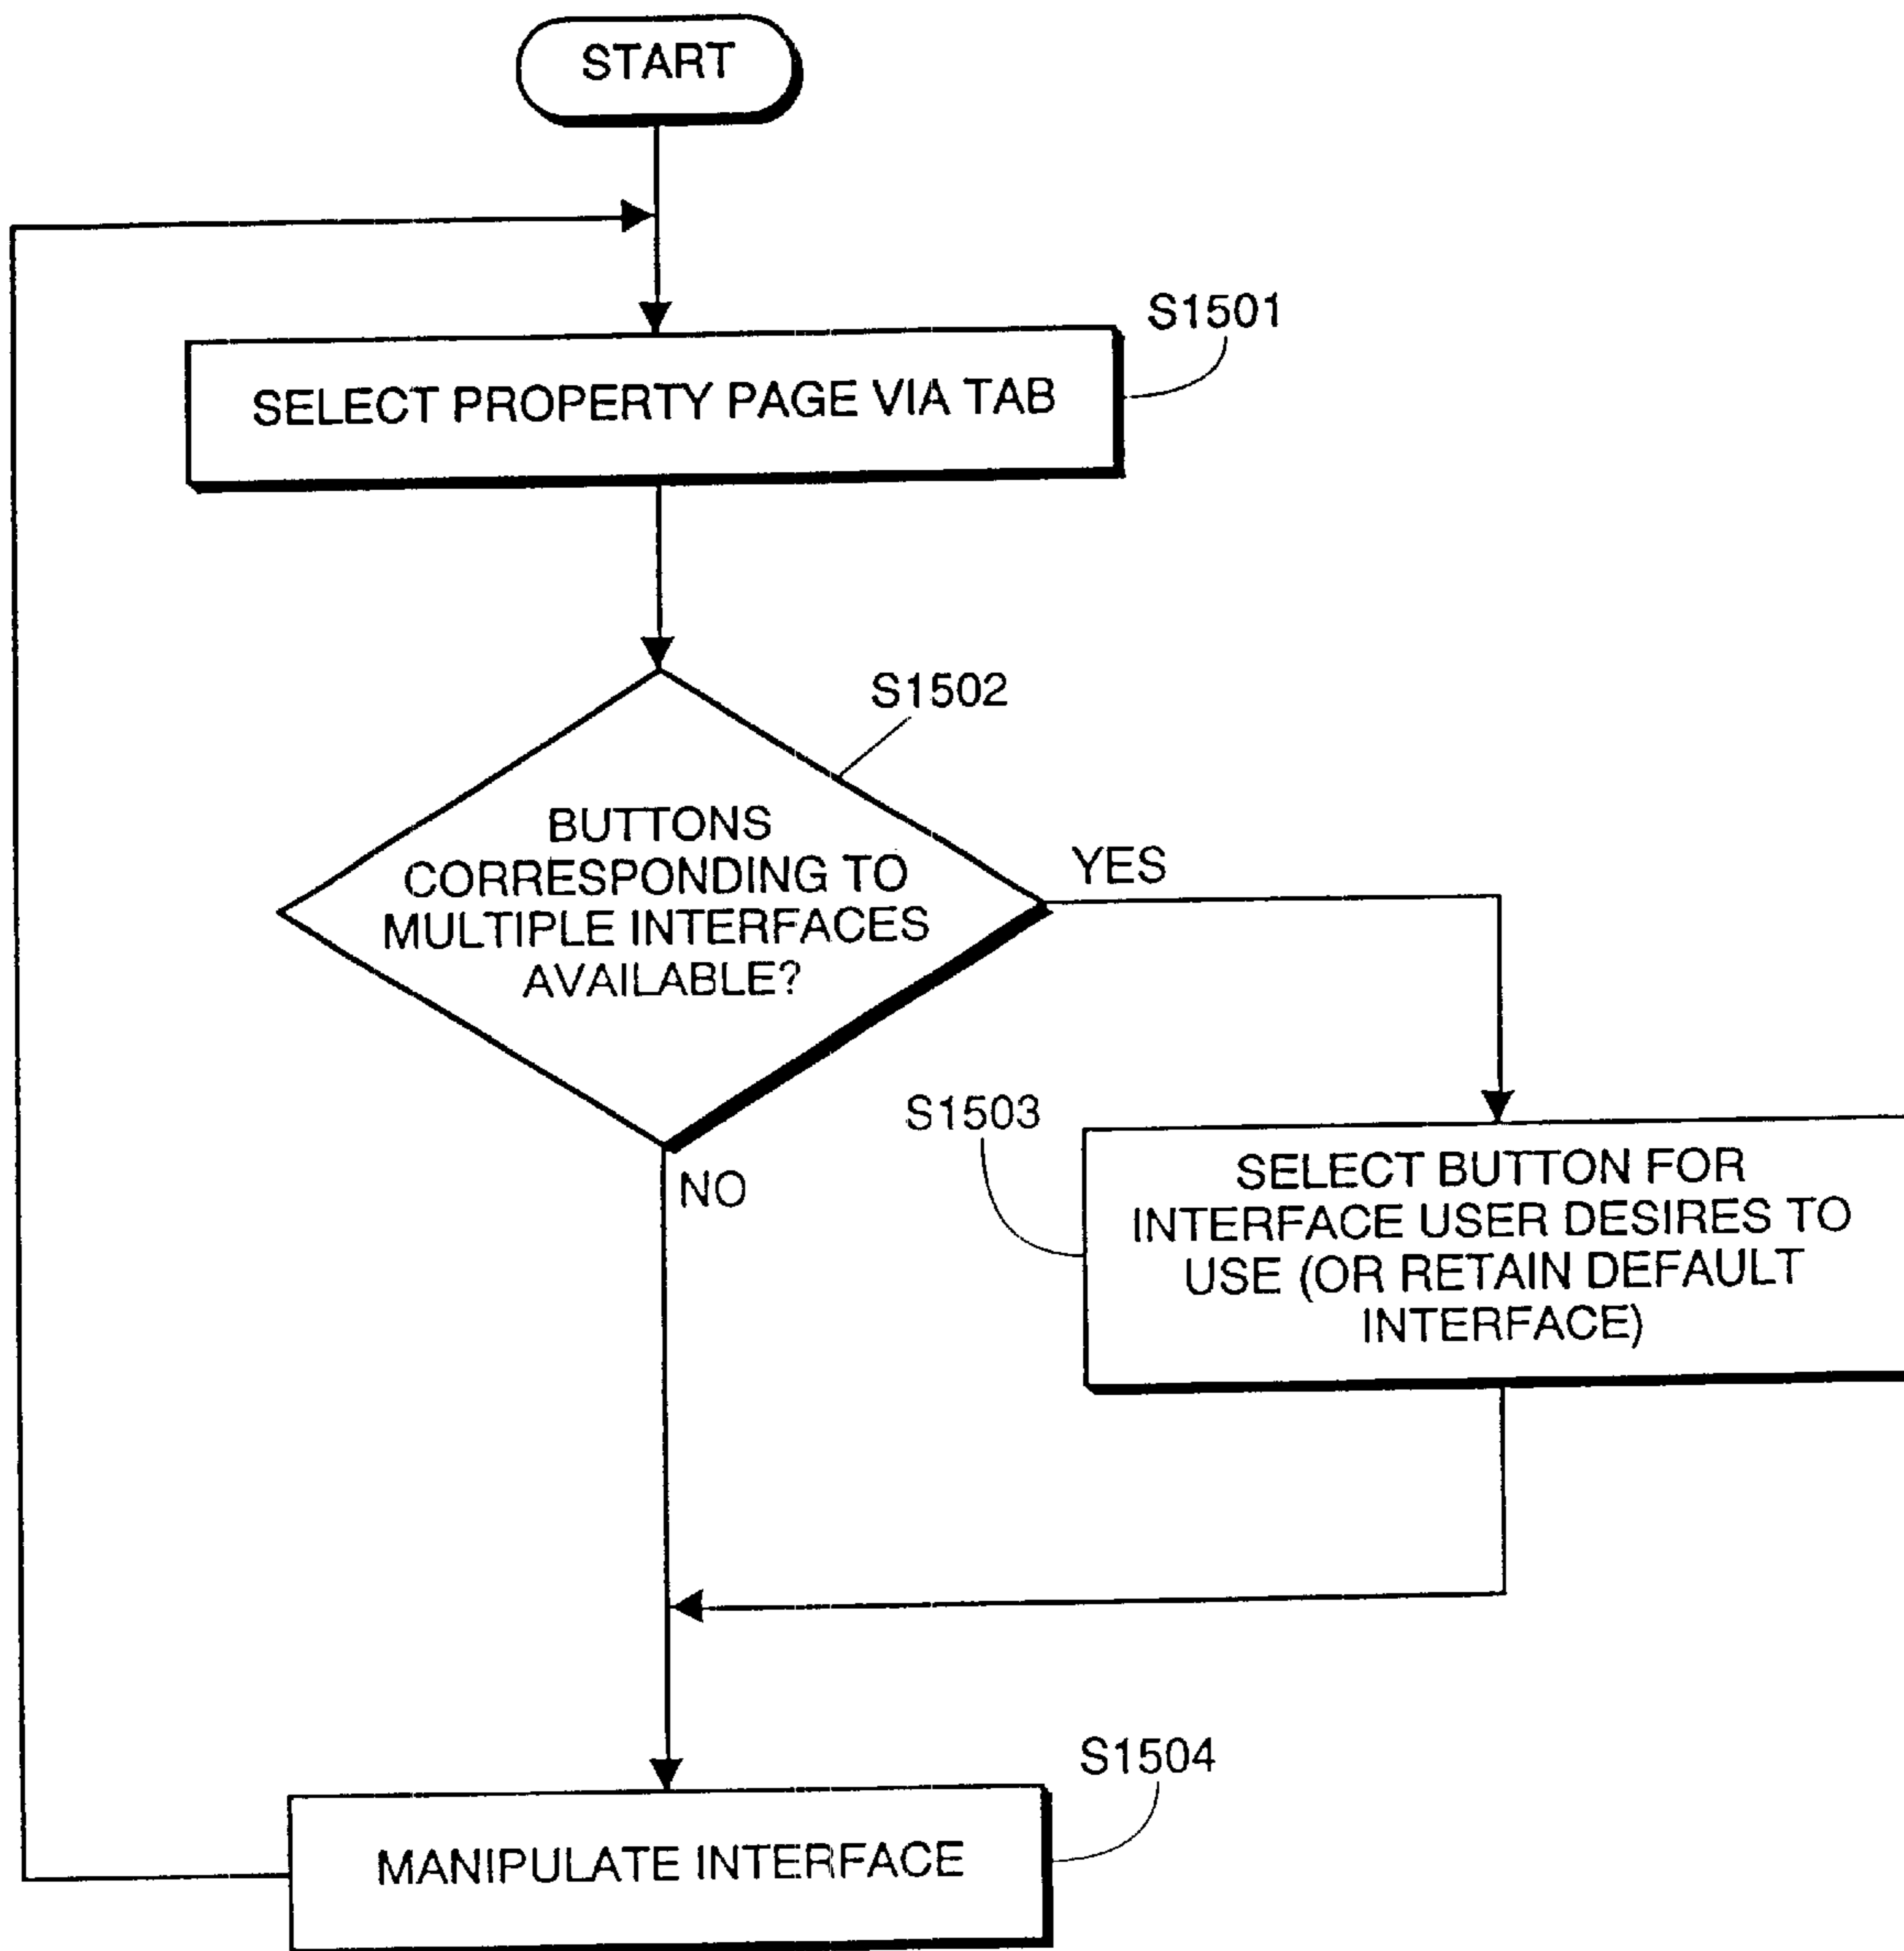 START
S1501
SELECT PROPERTY PAGE VIA TAB
S1502
BUTTONS
CORRESPONDING TO
MULTIPLE INTERFACES
AVAILABLE?
YES
NO
S1503
SELECT BUTTON FOR
INTERFACE USER DESIRES TO
USE (OR RETAIN DEFAULT
INTERFACE)
S1504
MANIPULATE INTERFACE